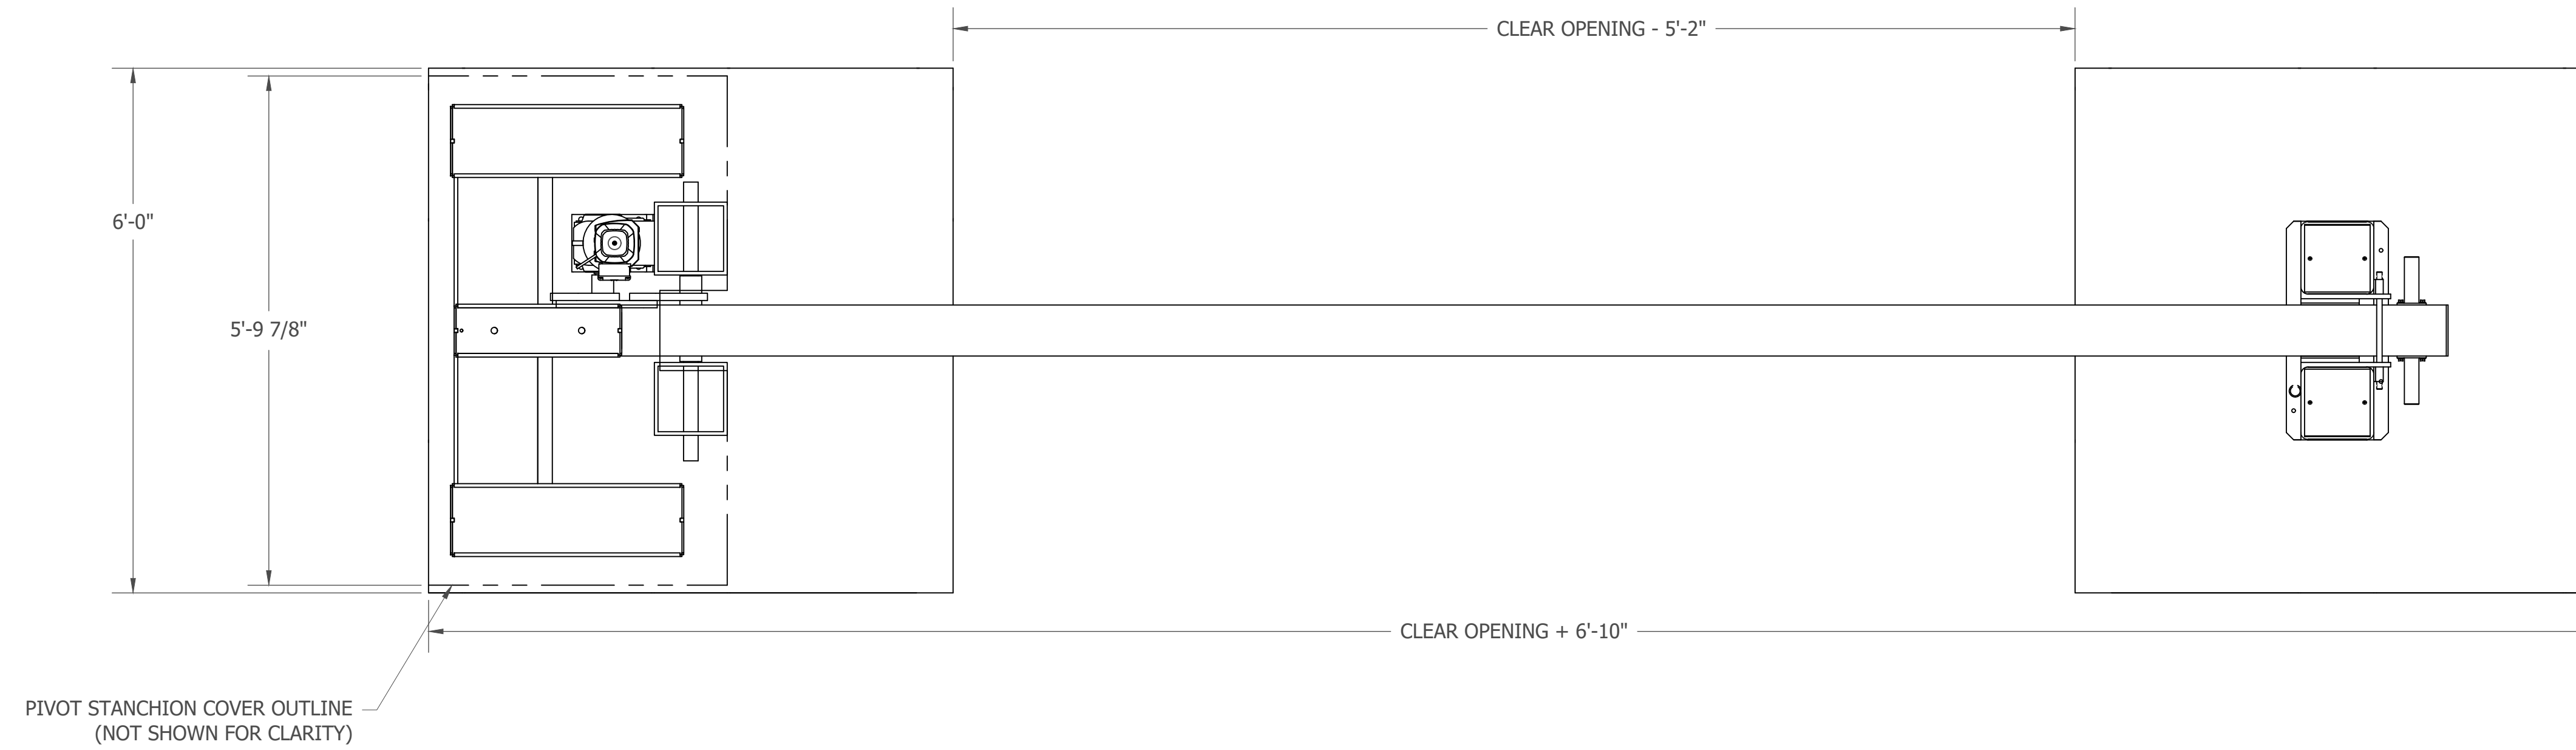 CLEAR OPENING - 5'-2"
6'-0"
5'-9 7/8"
CLEAR OPENING + 6'-10"
PIVOT STANCHION COVER OUTLINE
(NOT SHOWN FOR CLARITY)